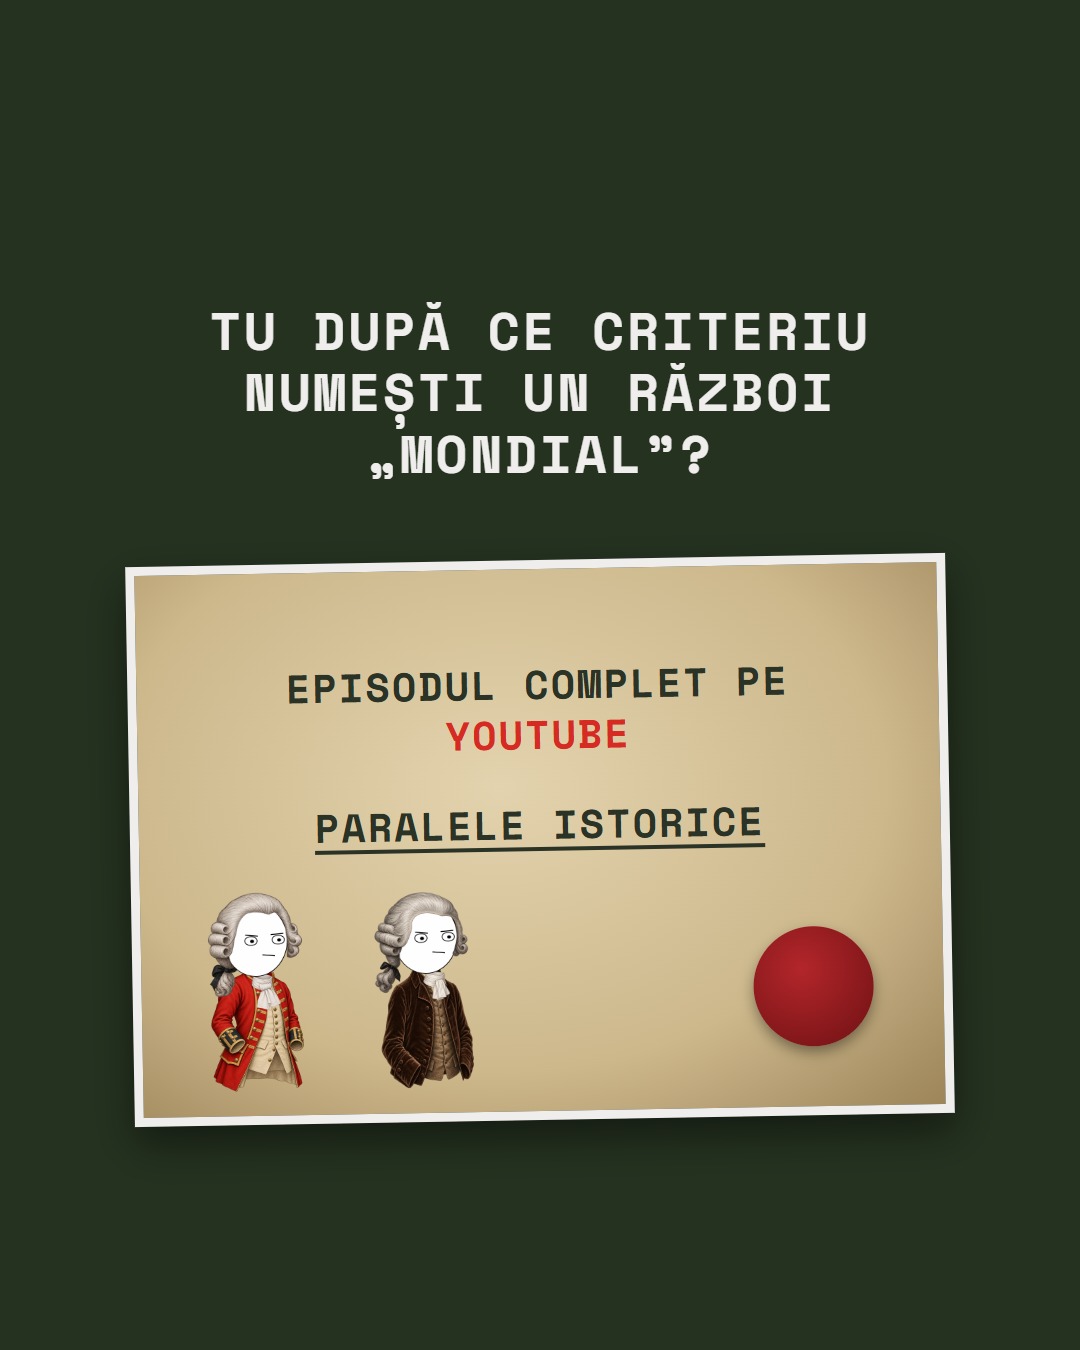 TU DUPĂ CE CRITERIU
NUMEȘTI UN RĂZBOI
„MONDIAL”?
EPISODUL COMPLET PE
YOUTUBE
PARALELE ISTORICE